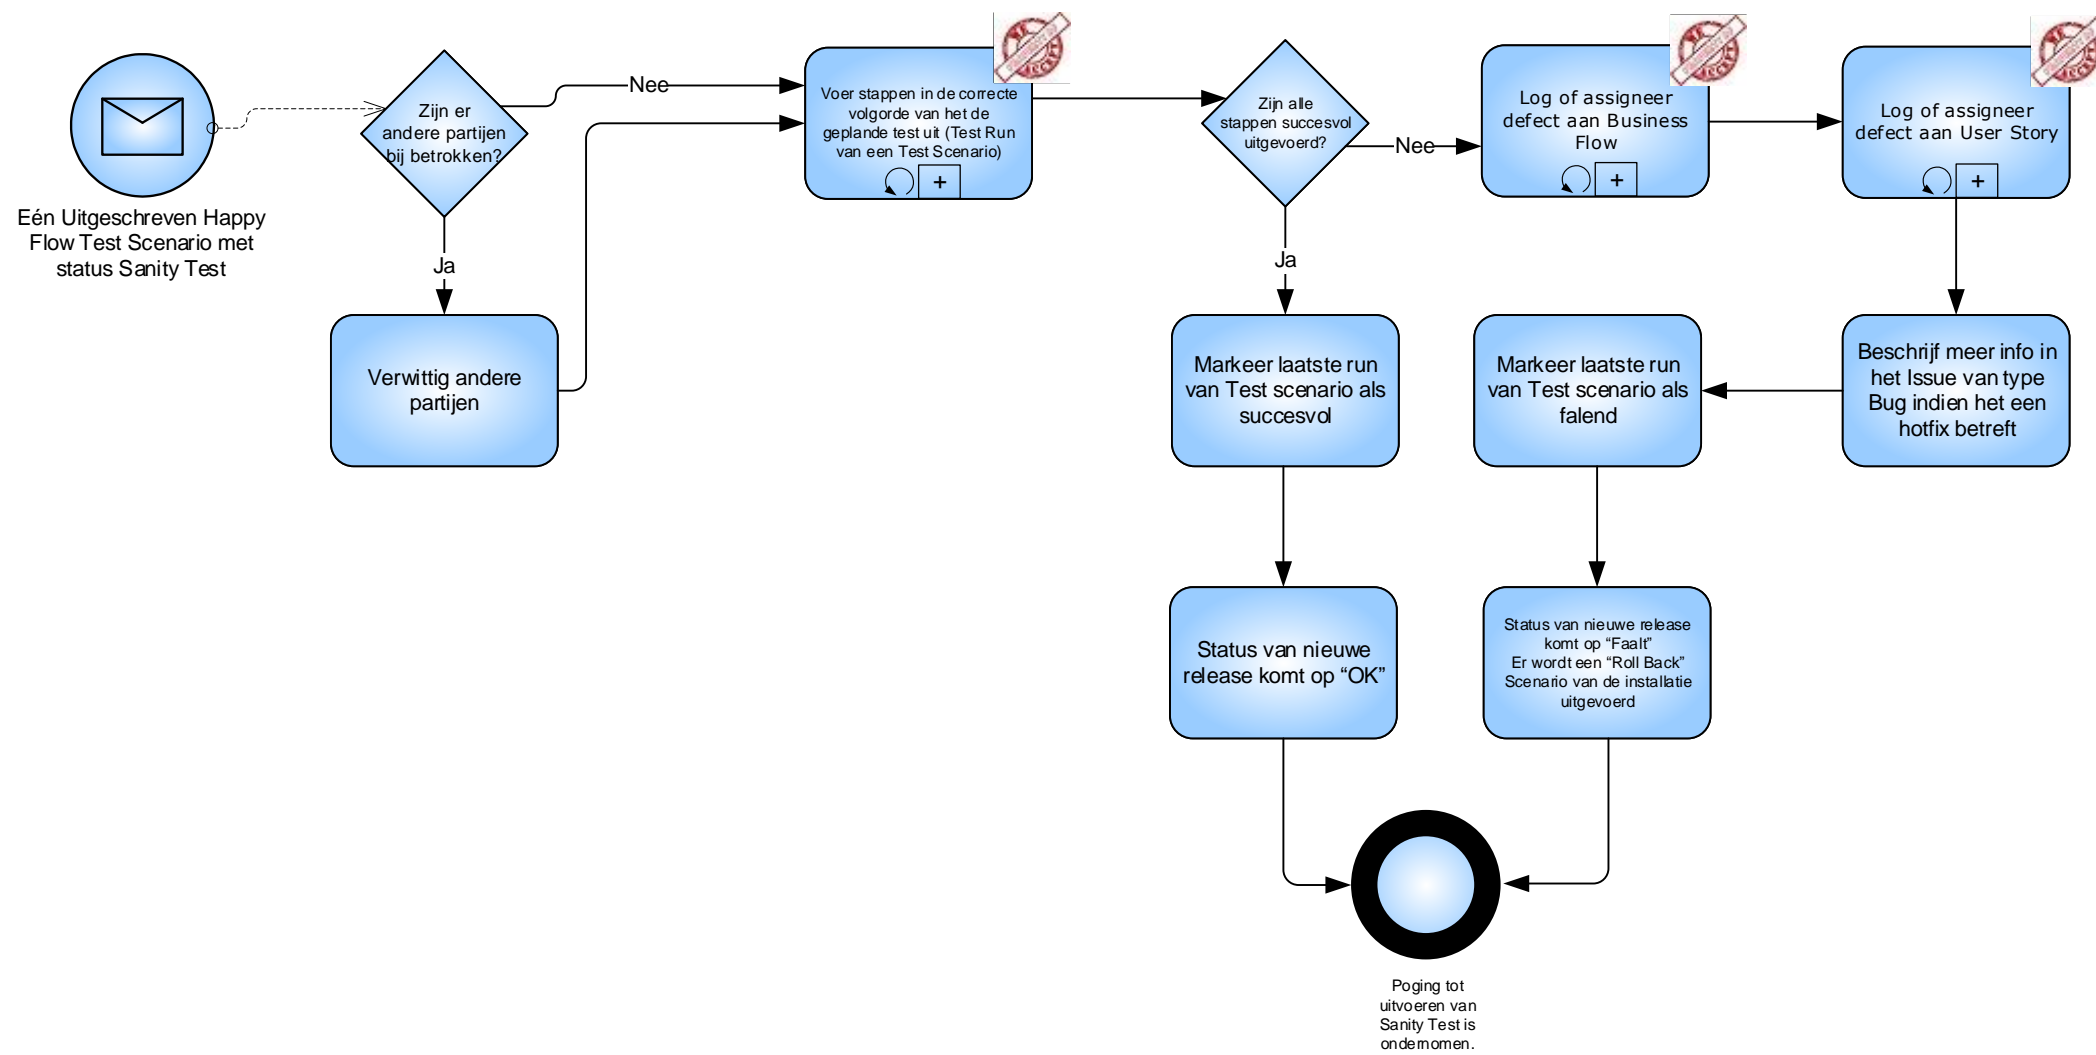 Eén Uitgeschreven Happy
Flow Test Scenario met
status Sanity Test
Zijn er
andere partijen
bij betrokken?
Nee
Ja
Verwittig andere
partijen
Voer stappen in de correcte
volgorde van het de
geplande test uit (Test Run
van een Test Scenario)
+
Zijn alle
stappen succesvol
uitgevoerd?
Nee
Ja
Log of assigneer
defect aan Business
Flow
+
Log of assigneer
defect aan User Story
+
Markeer laatste run
van Test scenario als
succesvol
Markeer laatste run
van Test scenario als
falend
Beschrijf meer info in
het Issue van type
Bug indien het een
hotfix betreft
Status van nieuwe
release komt op “OK”
Status van nieuwe release
komt op “Faalt”
Er wordt een “Roll Back”
Scenario van de installatie
uitgevoerd
Poging tot
uitvoeren van
Sanity Test is
ondernomen.